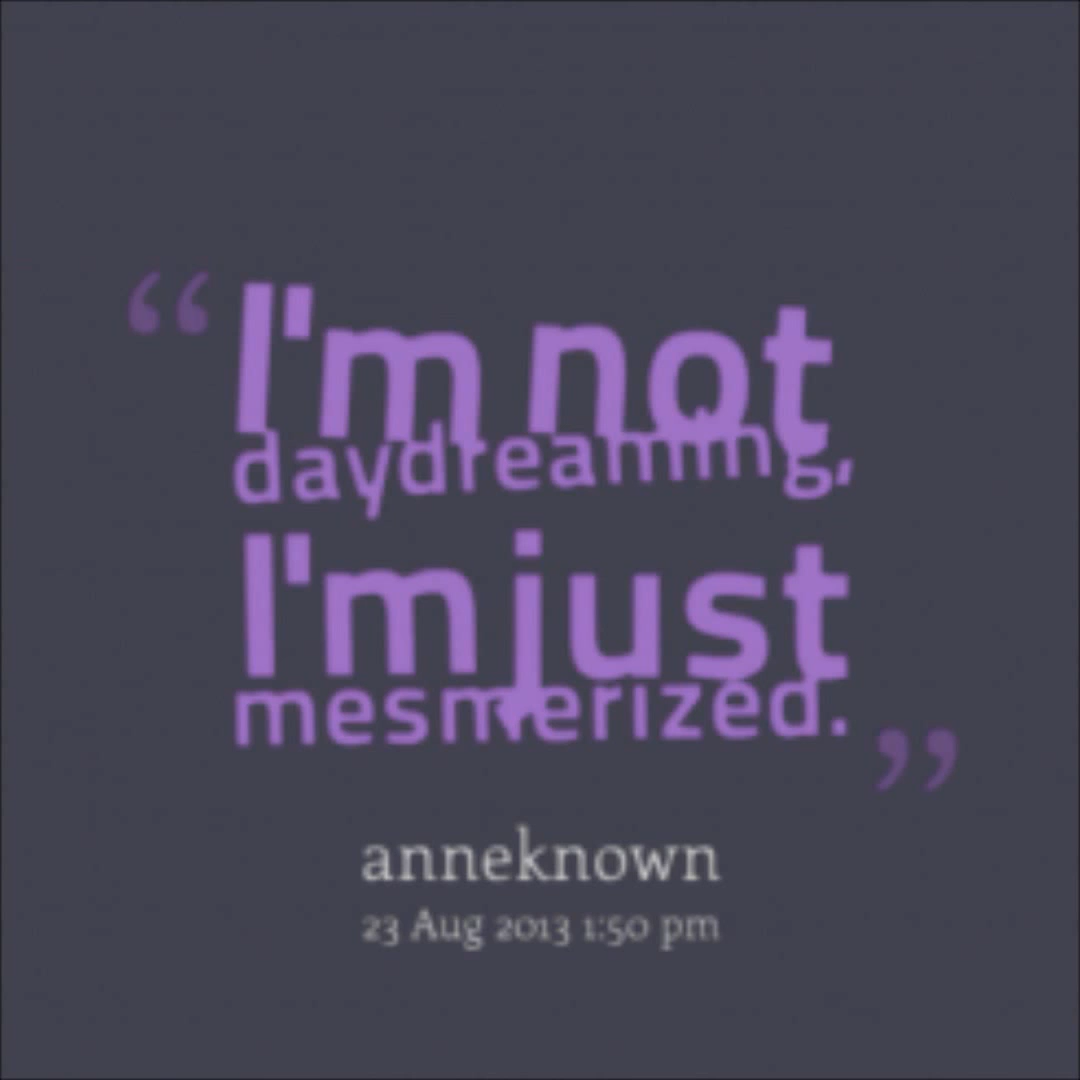 “I'm not
daydreaming,
I'm just
mesmerized.”
anneknown
23 Aug 2013 1:50 pm